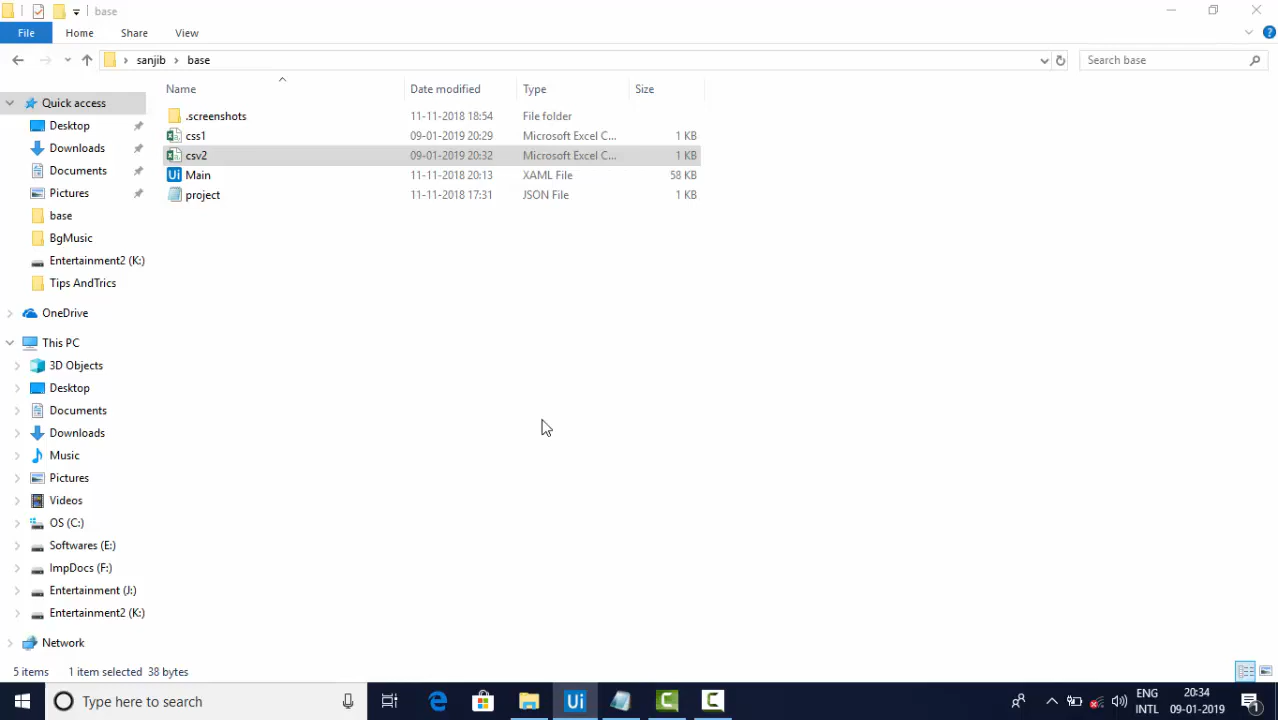 base
File Home Share View
sanjib base Search base
Name Date modified Type Size
Quick access
Desktop
Downloads
Documents
Pictures
base
BgMusic
Entertainment2 (K:)
Tips AndTrics
OneDrive
This PC
3D Objects
Desktop
Documents
Downloads
Music
Pictures
Videos
OS (C:)
Softwares (E:)
ImpDocs (F:)
Entertainment (J:)
Entertainment2 (K:)
Network
.screenshots 11-11-2018 18:54 File folder
css1 09-01-2019 20:29 Microsoft Excel C... 1 KB
csv2 09-01-2019 20:32 Microsoft Excel C... 1 KB
Ui Main 11-11-2018 20:13 XAML File 58 KB
project 11-11-2018 17:31 JSON File 1 KB
5 items 1 item selected 38 bytes
Type here to search
Ui
ENG
INTL
20:34
09-01-2019
1